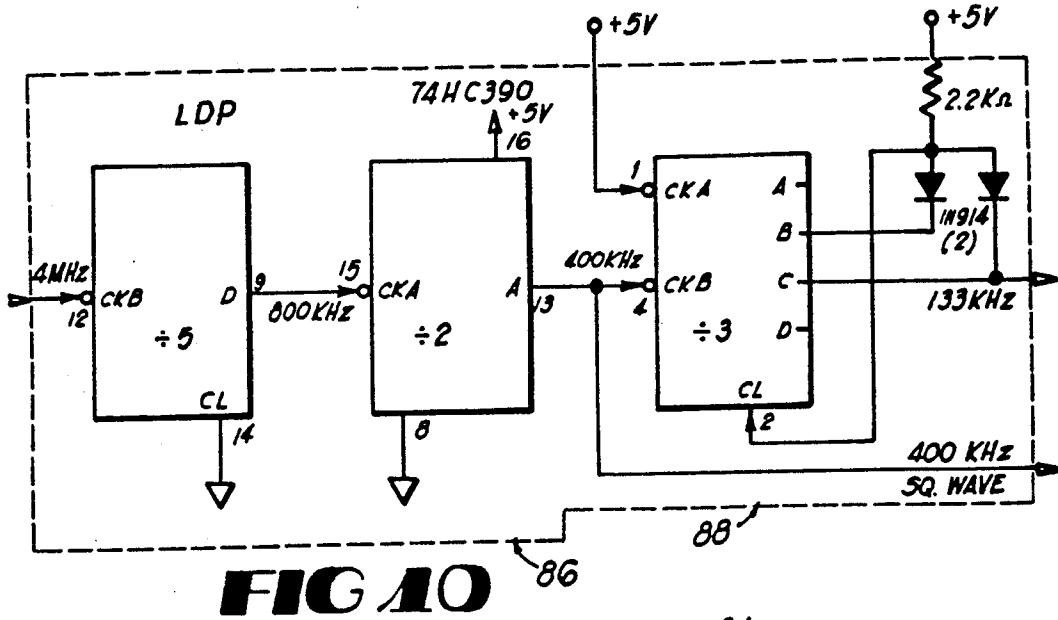 +5V
+5V
LDP
74HC390
+5V
16
2.2KΩ
1
CKA
A
1N914
(2)
B
4MHz
CKB
12
D
9
÷5
800KHz
15
CKA
A
13
÷2
400KHz
CKB
4
C
133KHz
÷3
D
CL
14
8
CL
2
400 KHz
SQ. WAVE
88
86
FIG 10